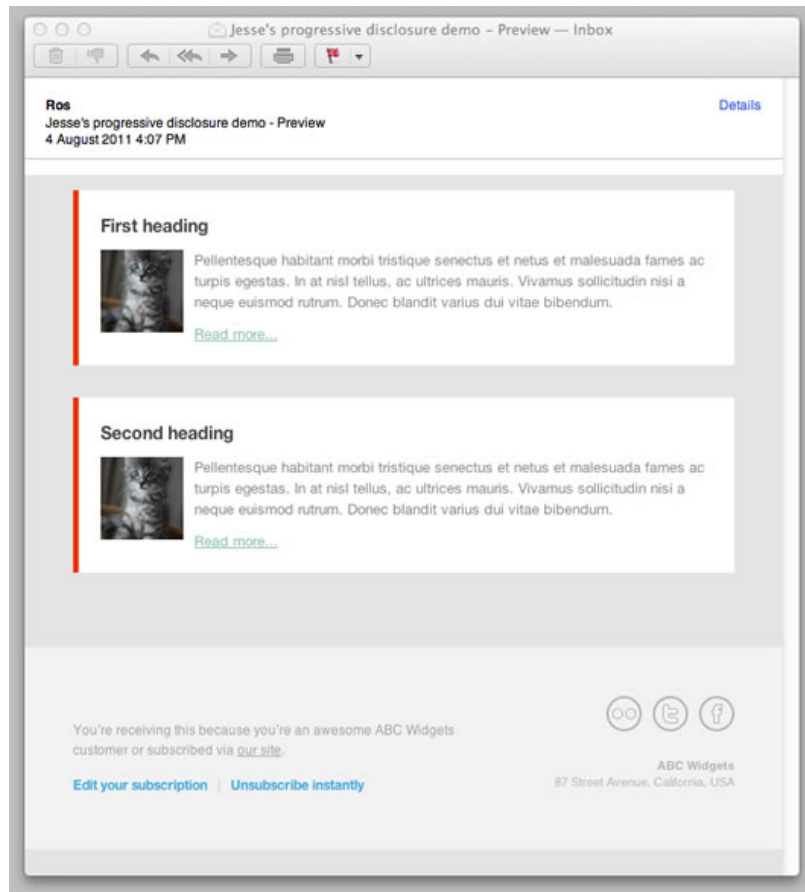 Jesse's progressive disclosure demo – Preview — Inbox
Ros
Details
Jesse's progressive disclosure demo - Preview
4 August 2011 4:07 PM
First heading
Pellentesque habitant morbi tristique senectus et netus et malesuada fames ac
turpis egestas. In at nisl tellus, ac ultrices mauris. Vivamus sollicitudin nisi a
neque euismod rutrum. Donec blandit varius dui vitae bibendum.
Read more...
Second heading
Pellentesque habitant morbi tristique senectus et netus et malesuada fames ac
turpis egestas. In at nisl tellus, ac ultrices mauris. Vivamus sollicitudin nisi a
neque euismod rutrum. Donec blandit varius dui vitae bibendum.
Read more...
You're receiving this because you're an awesome ABC Widgets
customer or subscribed via our site.
Edit your subscription | Unsubscribe instantly
ABC Widgets
87 Street Avenue, California, USA